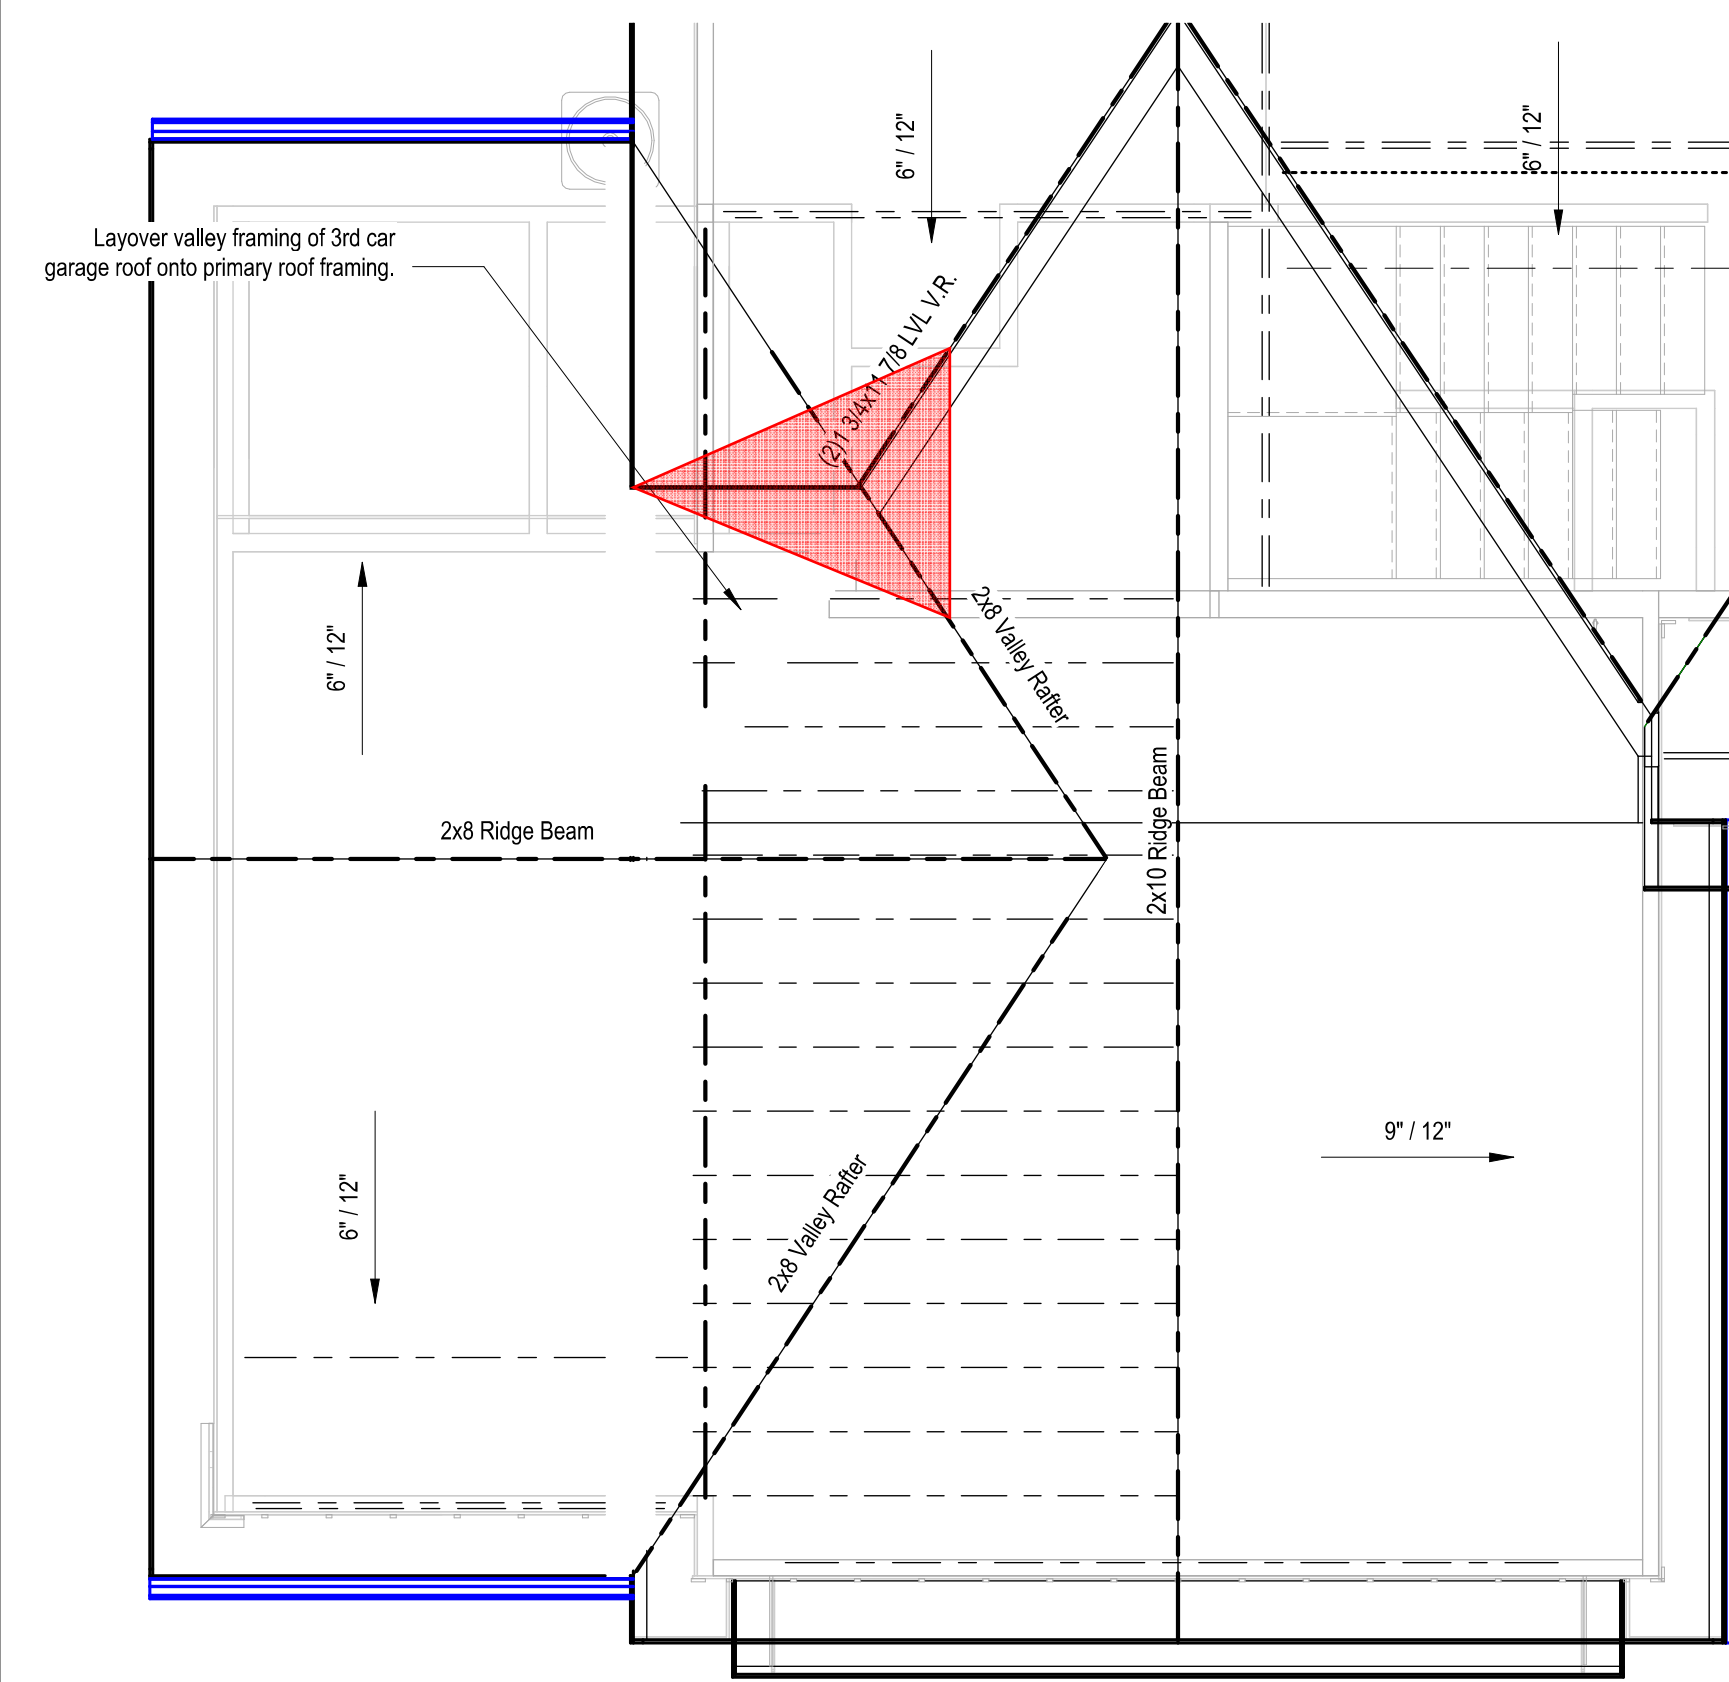 6" / 12"
6" / 12"
Layover valley framing of 3rd car
garage roof onto primary roof framing.
(2)1 3/4x11 7/8 LVL V.R.
2x8 Valley Rafter
6" / 12"
2x8 Ridge Beam
2x10 Ridge Beam
9" / 12"
6" / 12"
2x8 Valley Rafter